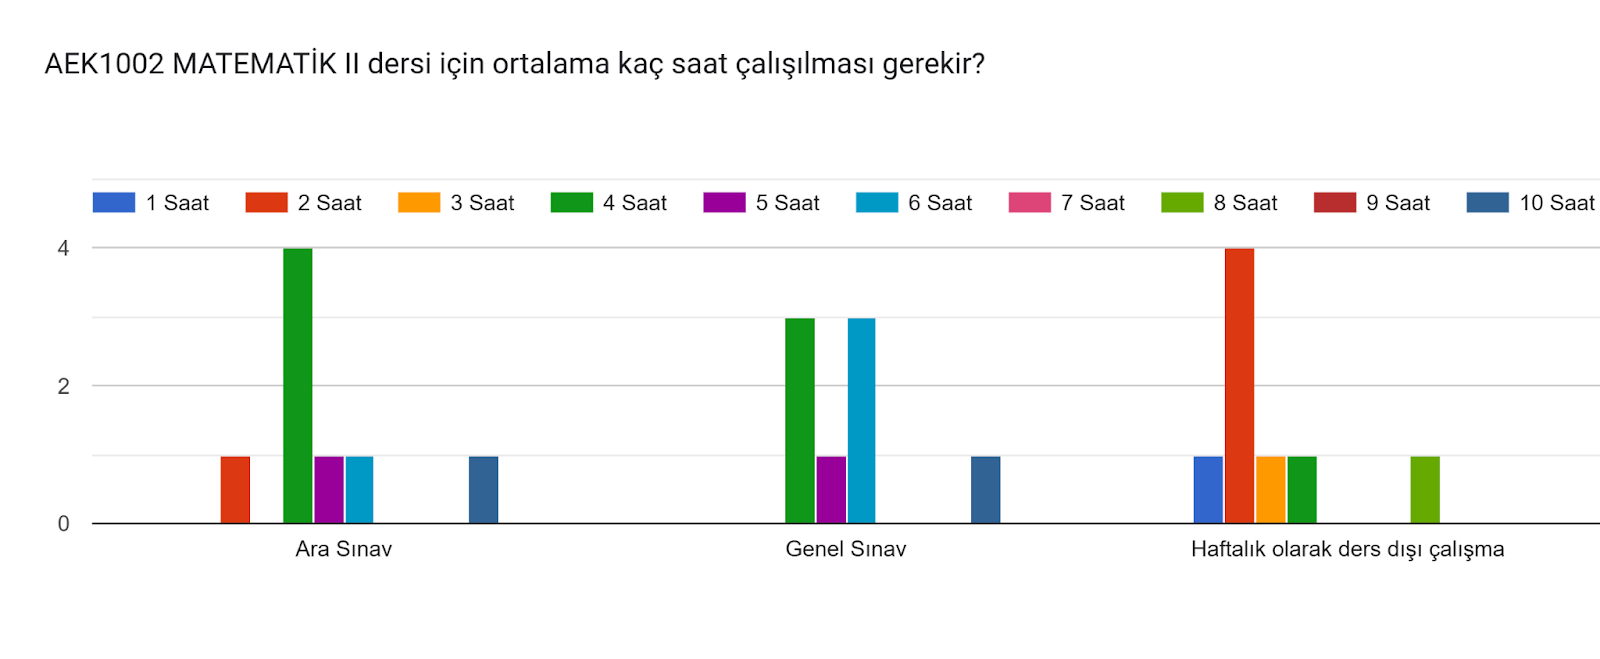 AEK1002 MATEMATİK II dersi için ortalama kaç saat çalışılması gerekir?
1 Saat 2 Saat 3 Saat 4 Saat 5 Saat 6 Saat 7 Saat 8 Saat 9 Saat 10 Saat
4
2
0
Ara Sınav Genel Sınav Haftalık olarak ders dışı çalışma